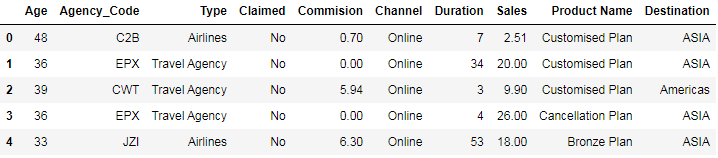 Age Agency_Code Type Claimed Commision Channel Duration Sales Product Name Destination
0 48 C2B Airlines No 0.70 Online 7 2.51 Customised Plan ASIA
1 36 EPX Travel Agency No 0.00 Online 34 20.00 Customised Plan ASIA
2 39 CWT Travel Agency No 5.94 Online 3 9.90 Customised Plan Americas
3 36 EPX Travel Agency No 0.00 Online 4 26.00 Cancellation Plan ASIA
4 33 JZI Airlines No 6.30 Online 53 18.00 Bronze Plan ASIA